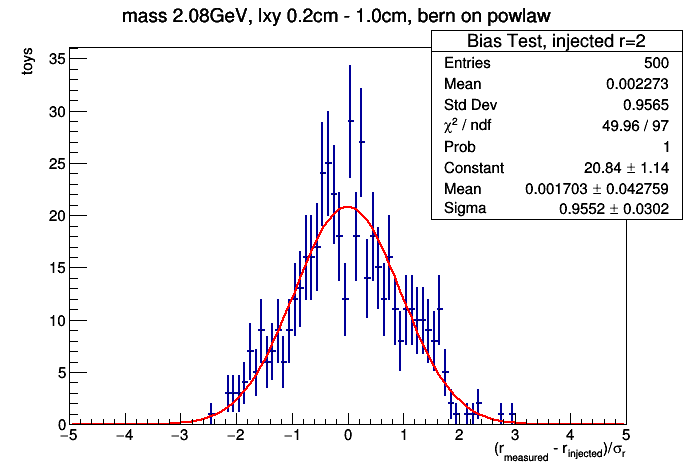 mass 2.08GeV, lxy 0.2cm - 1.0cm, bern on powlaw
Bias Test, injected r=2
Entries 500
Mean 0.002273
Std Dev 0.9565
χ² / ndf 49.96 / 97
Prob 1
Constant 20.84 ± 1.14
Mean 0.001703 ± 0.042759
Sigma 0.9552 ± 0.0302
toys
35
30
25
20
15
10
5
0
−5 −4 −3 −2 −1 0 1 2 3 4 5
(r_measured - r_injected)/σ_r